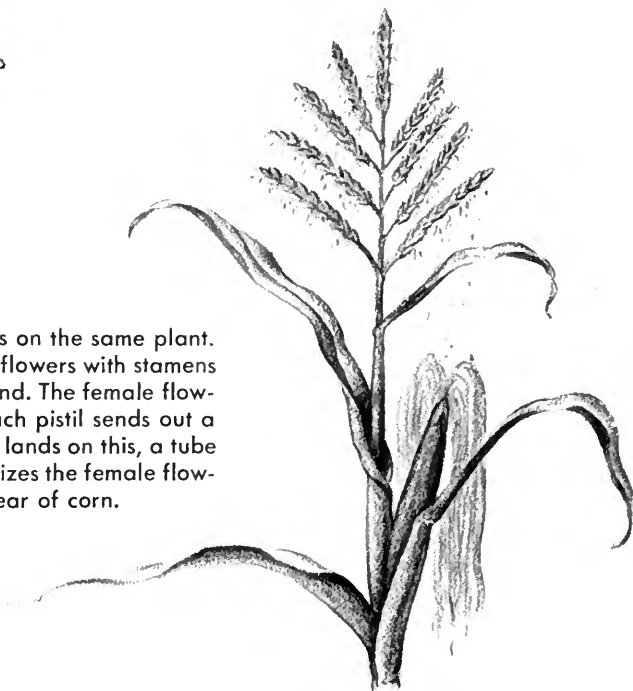 s on the same plant.
flowers with stamens
nd. The female flow-
ch pistil sends out a
lands on this, a tube
izes the female flow-
ear of corn.